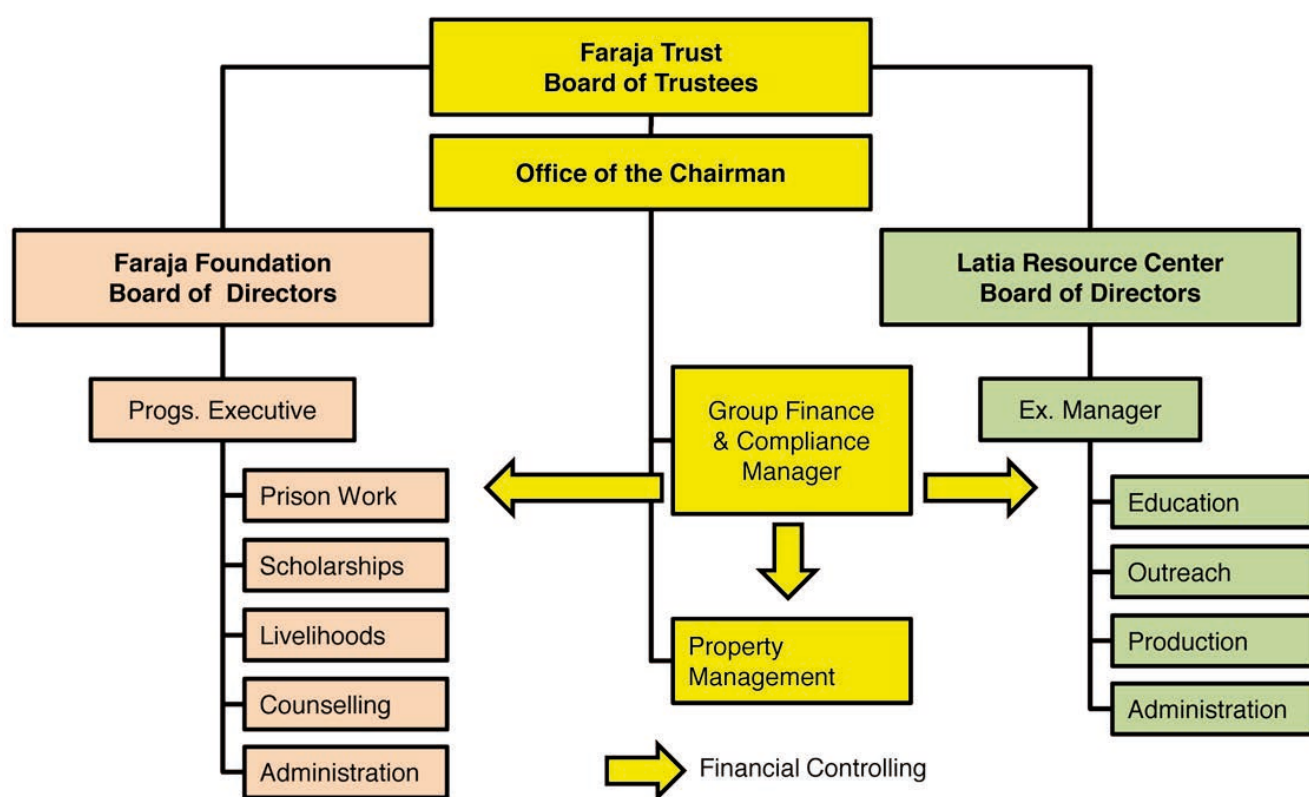 Faraja Trust
Board of Trustees
Office of the Chairman
Faraja Foundation
Board of Directors
Latia Resource Center
Board of Directors
Progs. Executive
Group Finance
& Compliance
Manager
Ex. Manager
Prison Work
Scholarships
Livelihoods
Counselling
Administration
Education
Outreach
Production
Administration
Property
Management
Financial Controlling